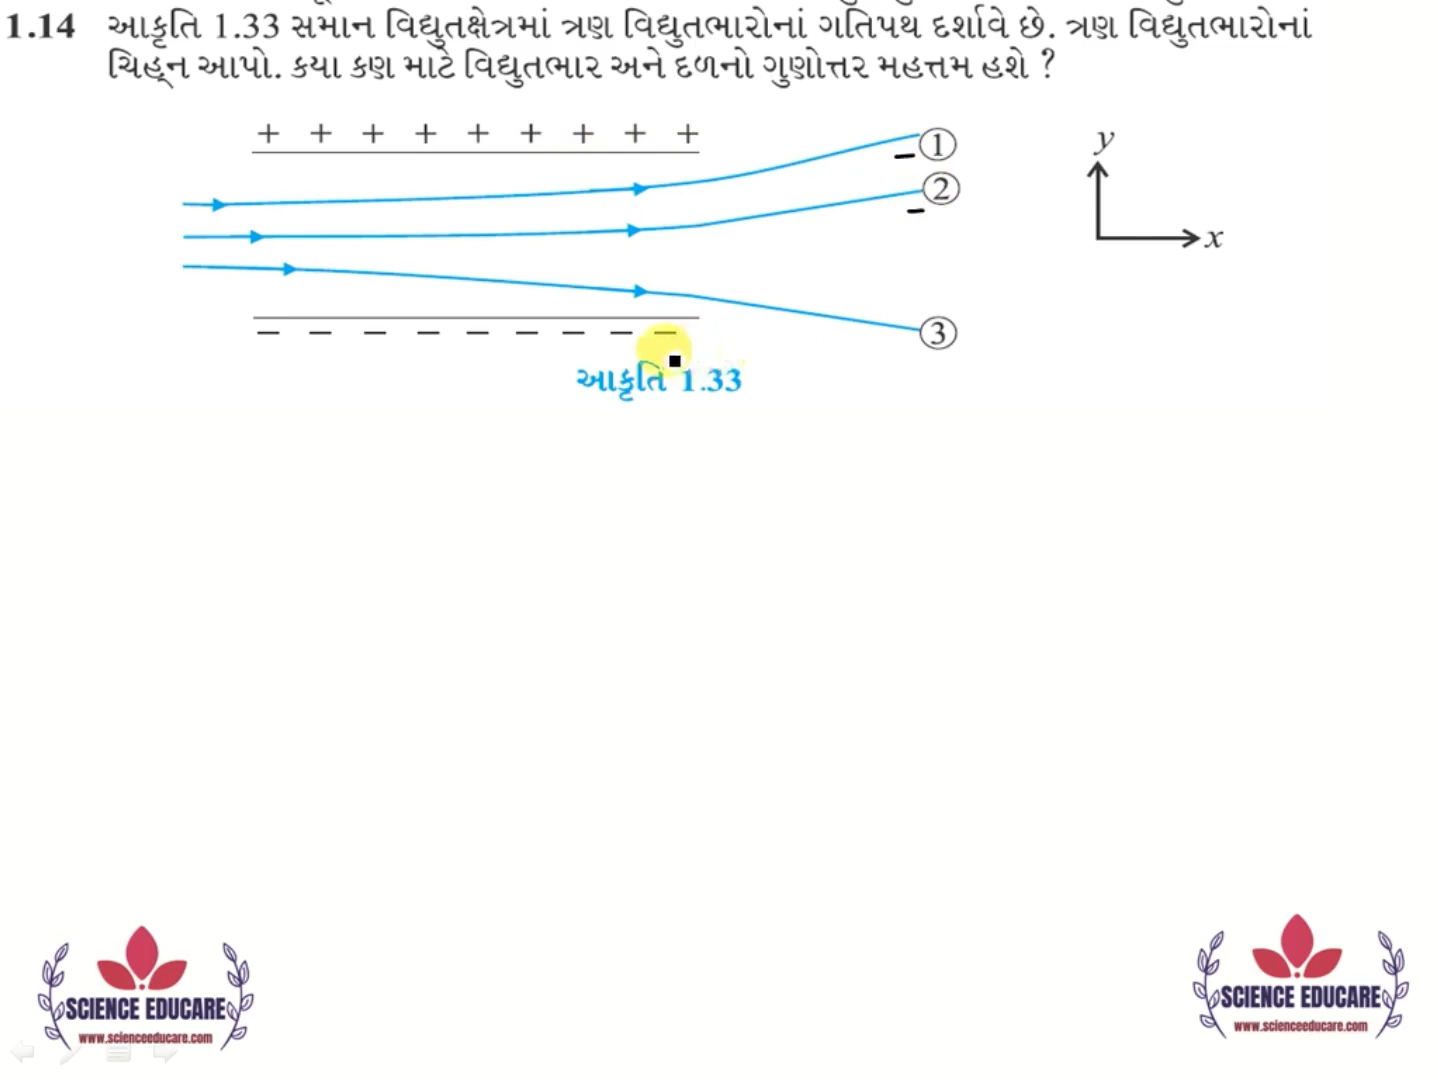 1.14 આકૃતિ 1.33 સમાન વિદ્યુતક્ષેત્રમાં ત્રણ વિદ્યુતભારોનાં ગતિપથ દર્શાવે છે. ત્રણ વિદ્યુતભારોનાં
ચિહ્ન આપો. કયા કણ માટે વિદ્યુતભાર અને દળનો ગુણોત્તર મહત્તમ હશે ?
+ + + + + + + + +
– 1
2
–
y
x
3
– – – – – – – – –
આકૃતિ 1.33
SCIENCE EDUCARE
www.scienceeducare.com
SCIENCE EDUCARE
www.scienceeducare.com